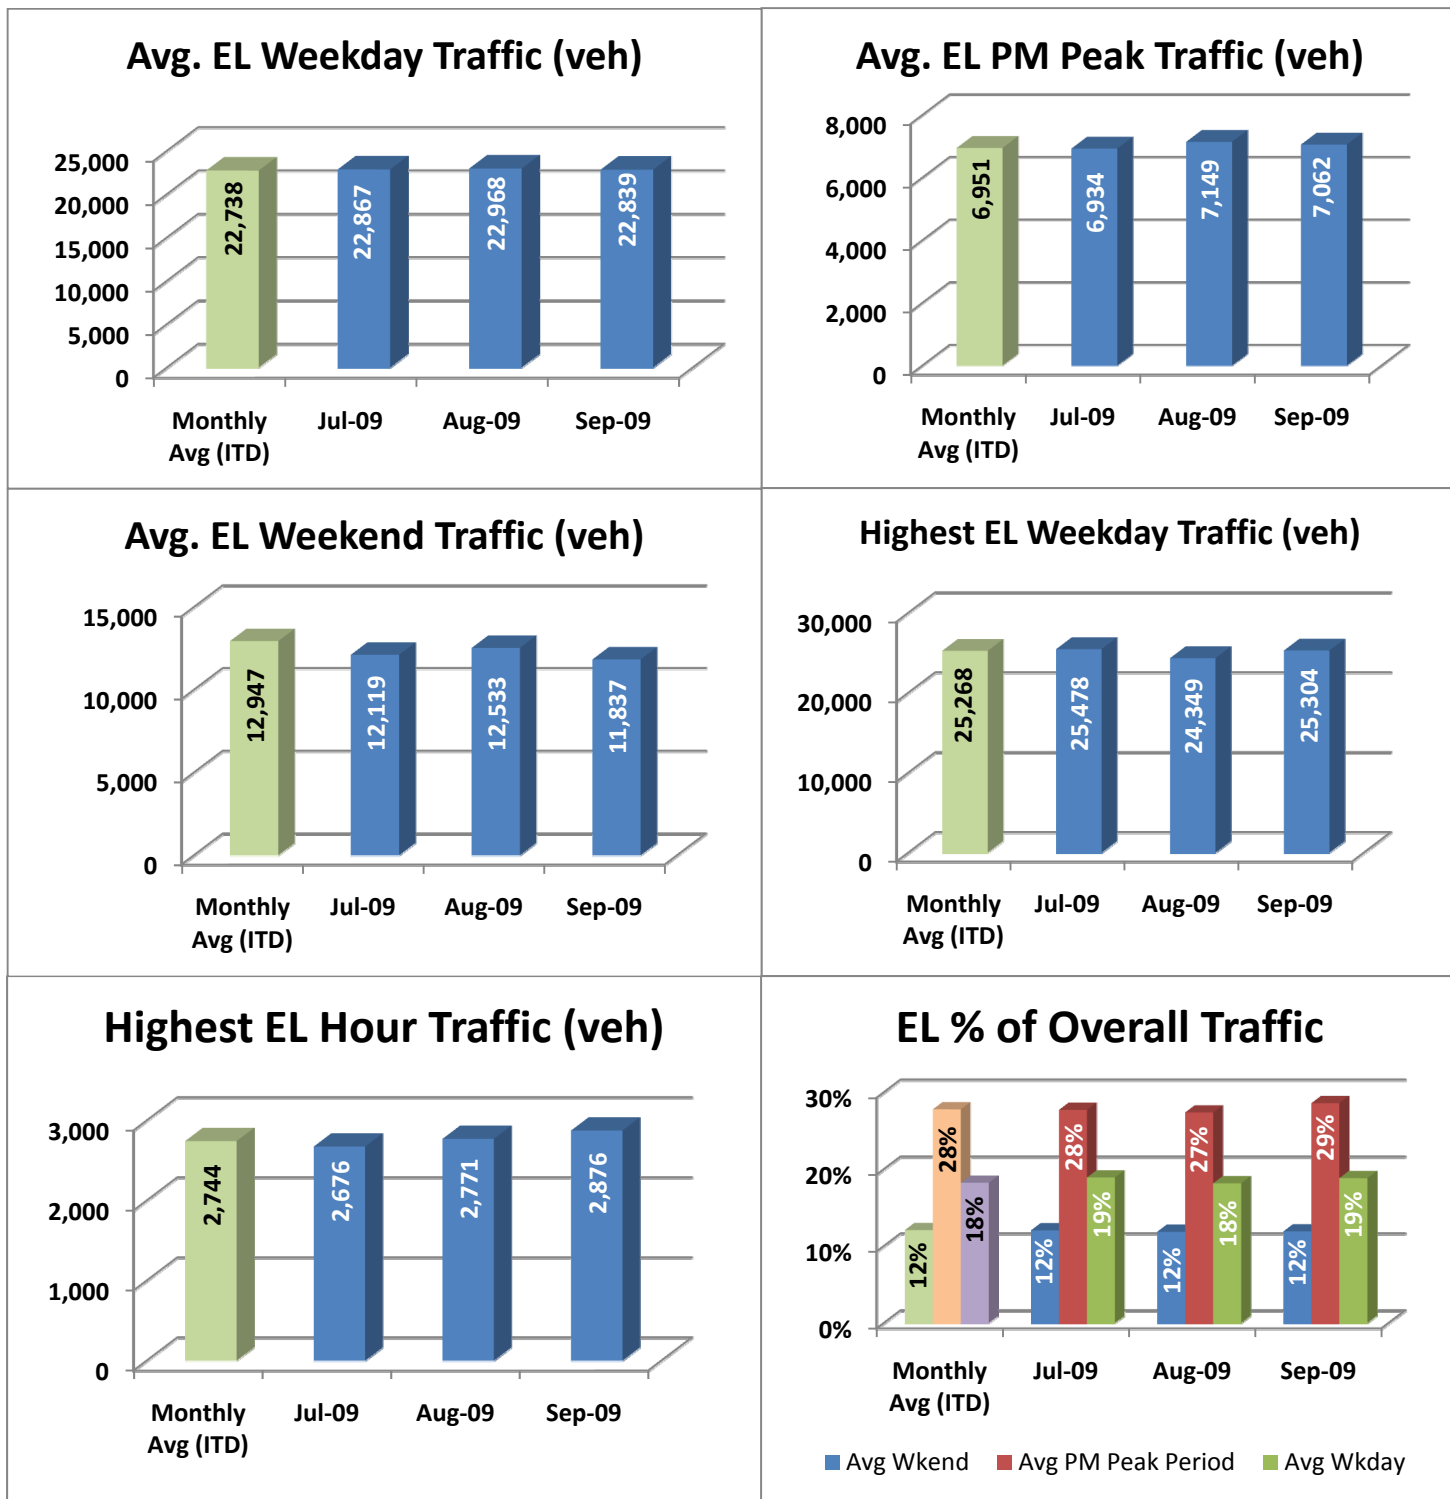 Avg. EL Weekday Traffic (veh)
25,000
20,000
15,000
10,000
5,000
0
22,738
22,867
22,968
22,839
Monthly Avg (ITD)
Jul-09
Aug-09
Sep-09
Avg. EL PM Peak Traffic (veh)
8,000
6,000
4,000
2,000
0
6,951
6,934
7,149
7,062
Monthly Avg (ITD)
Jul-09
Aug-09
Sep-09
Avg. EL Weekend Traffic (veh)
15,000
10,000
5,000
0
12,947
12,119
12,533
11,837
Monthly Avg (ITD)
Jul-09
Aug-09
Sep-09
Highest EL Weekday Traffic (veh)
30,000
20,000
10,000
0
25,268
25,478
24,349
25,304
Monthly Avg (ITD)
Jul-09
Aug-09
Sep-09
Highest EL Hour Traffic (veh)
3,000
2,000
1,000
0
2,744
2,676
2,771
2,876
Monthly Avg (ITD)
Jul-09
Aug-09
Sep-09
EL % of Overall Traffic
30%
20%
10%
0%
12%
28%
18%
12%
28%
19%
12%
27%
18%
12%
29%
19%
Monthly Avg (ITD)
Jul-09
Aug-09
Sep-09
Avg Wkend
Avg PM Peak Period
Avg Wkday